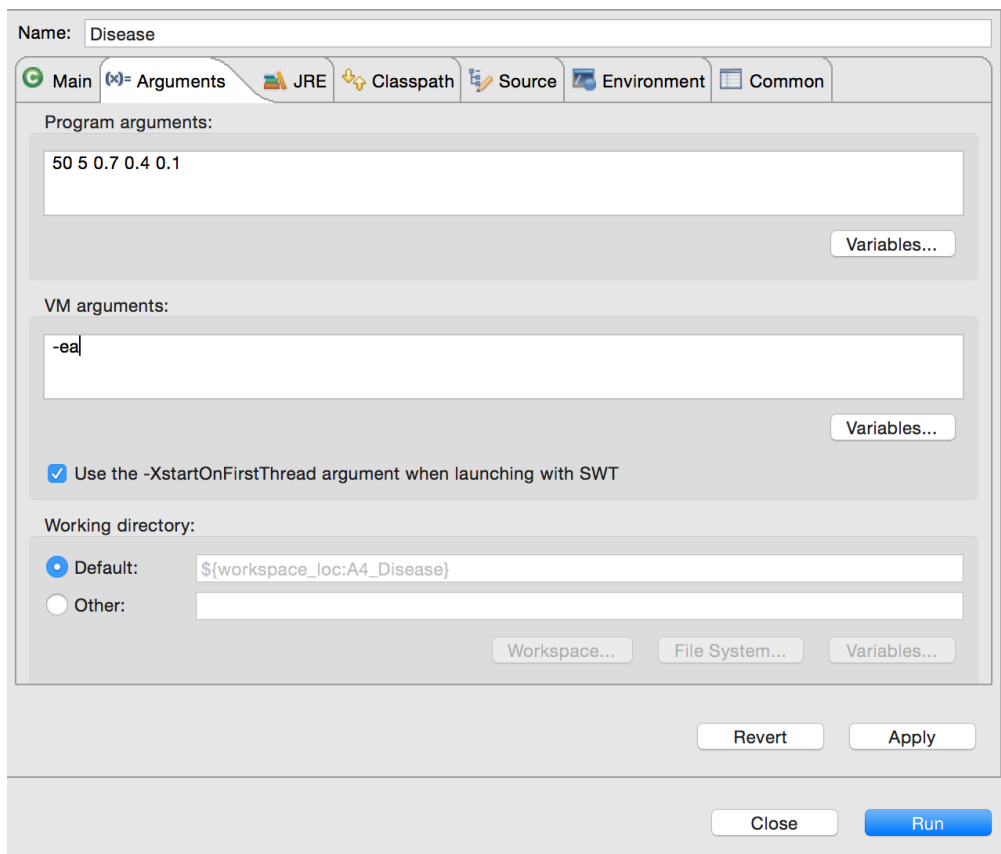 Name: Disease
Main (x)= Arguments JRE Classpath Source Environment Common
Program arguments:
50 5 0.7 0.4 0.1
Variables...
VM arguments:
-ea
Variables...
Use the -XstartOnFirstThread argument when launching with SWT
Working directory:
Default: ${workspace_loc:A4_Disease}
Other:
Workspace... File System... Variables...
Revert Apply
Close Run